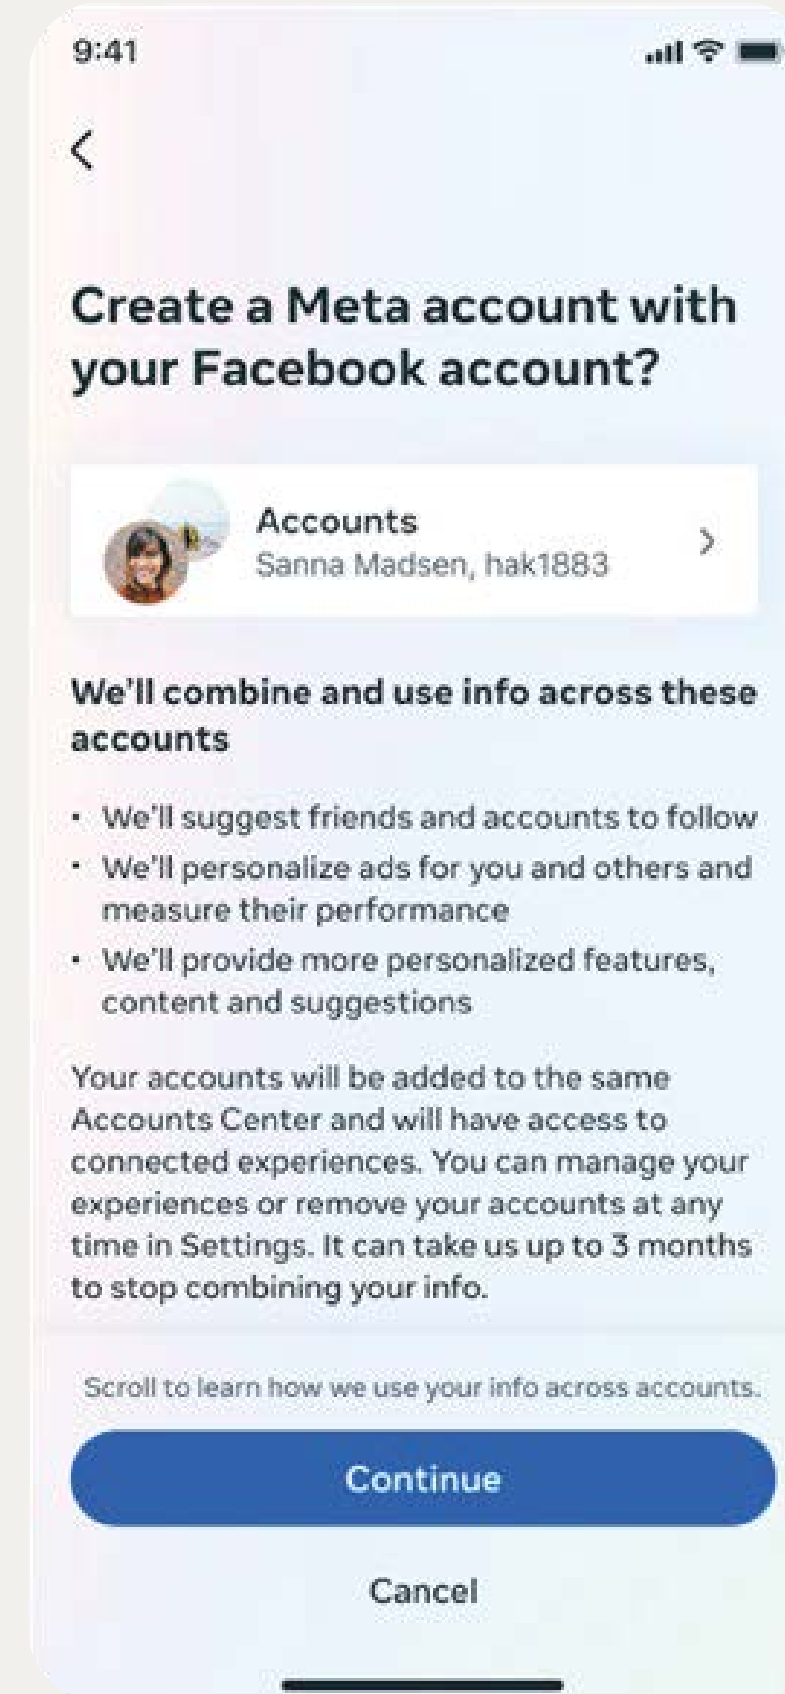 9:41
Create a Meta account with
your Facebook account?
Accounts
Sanna Madsen, hak1883
We'll combine and use info across these
accounts
• We'll suggest friends and accounts to follow
• We'll personalize ads for you and others and
measure their performance
• We'll provide more personalized features,
content and suggestions
Your accounts will be added to the same
Accounts Center and will have access to
connected experiences. You can manage your
experiences or remove your accounts at any
time in Settings. It can take us up to 3 months
to stop combining your info.
Scroll to learn how we use your info across accounts.
Continue
Cancel